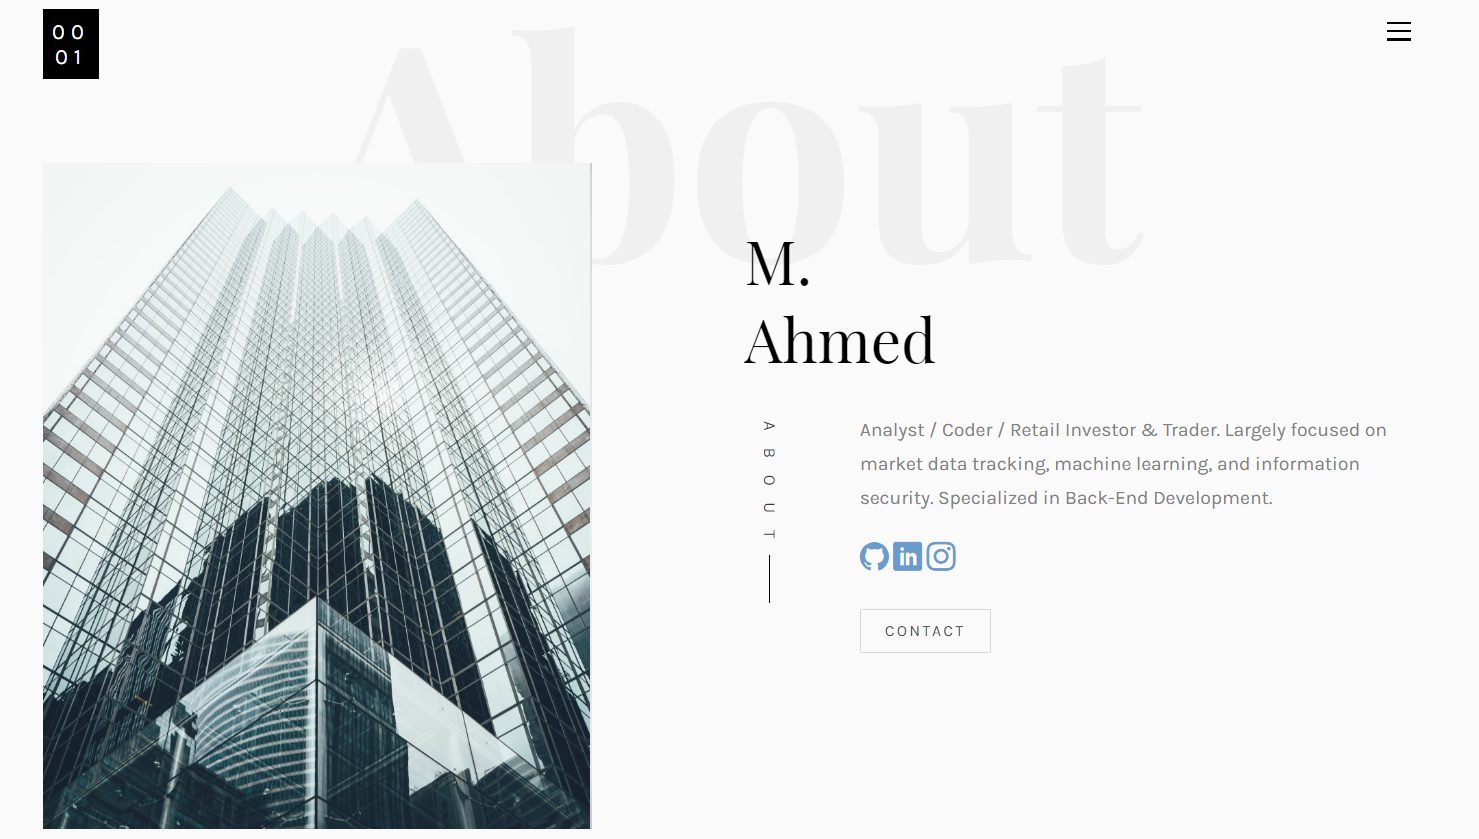 00
01
About
M.
Ahmed
ABOUT
Analyst / Coder / Retail Investor & Trader. Largely focused on
market data tracking, machine learning, and information
security. Specialized in Back-End Development.
in
CONTACT